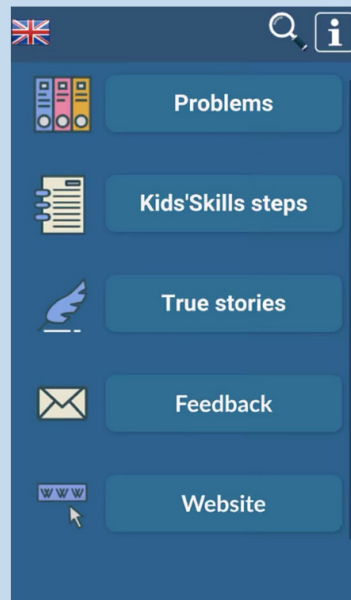 i
Problems
Kids'Skills steps
True stories
Feedback
WWW
Website